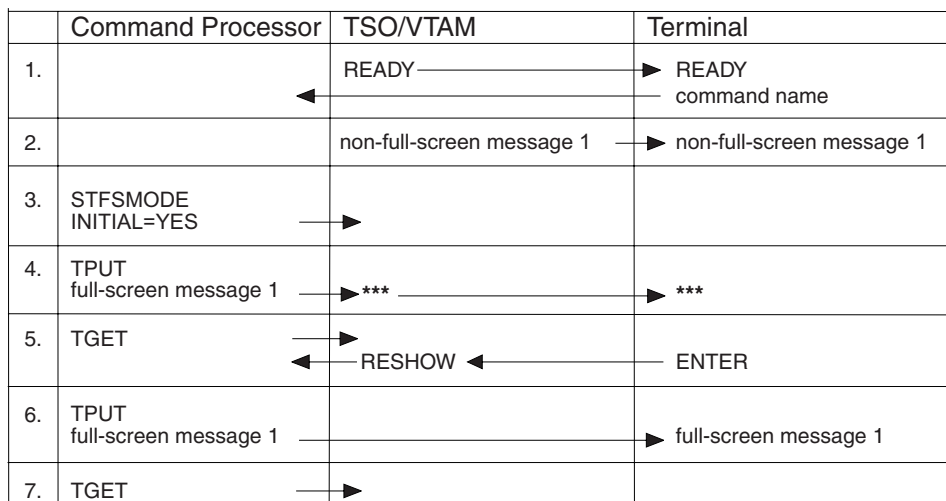 Command Processor TSO/VTAM Terminal
1. READY READY
command name
2. non-full-screen message 1 non-full-screen message 1
3. STFSMODE
INITIAL=YES
4. TPUT
full-screen message 1 *** ***
5. TGET
RESHOW ENTER
6. TPUT
full-screen message 1 full-screen message 1
7. TGET